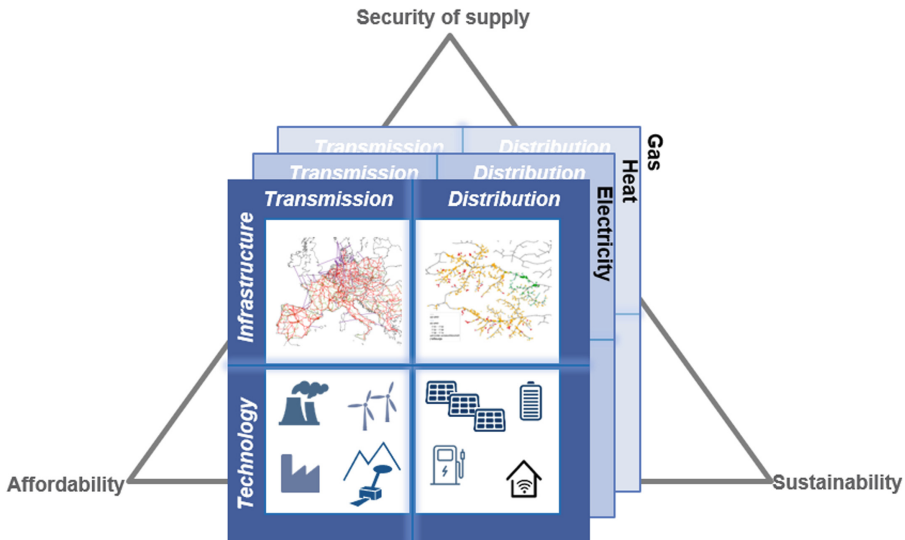 Security of supply
Gas
Transmission
Distribution
Heat
Transmission
Distribution
Electricity
Transmission
Distribution
Infrastructure
Technology
Affordability
Sustainability